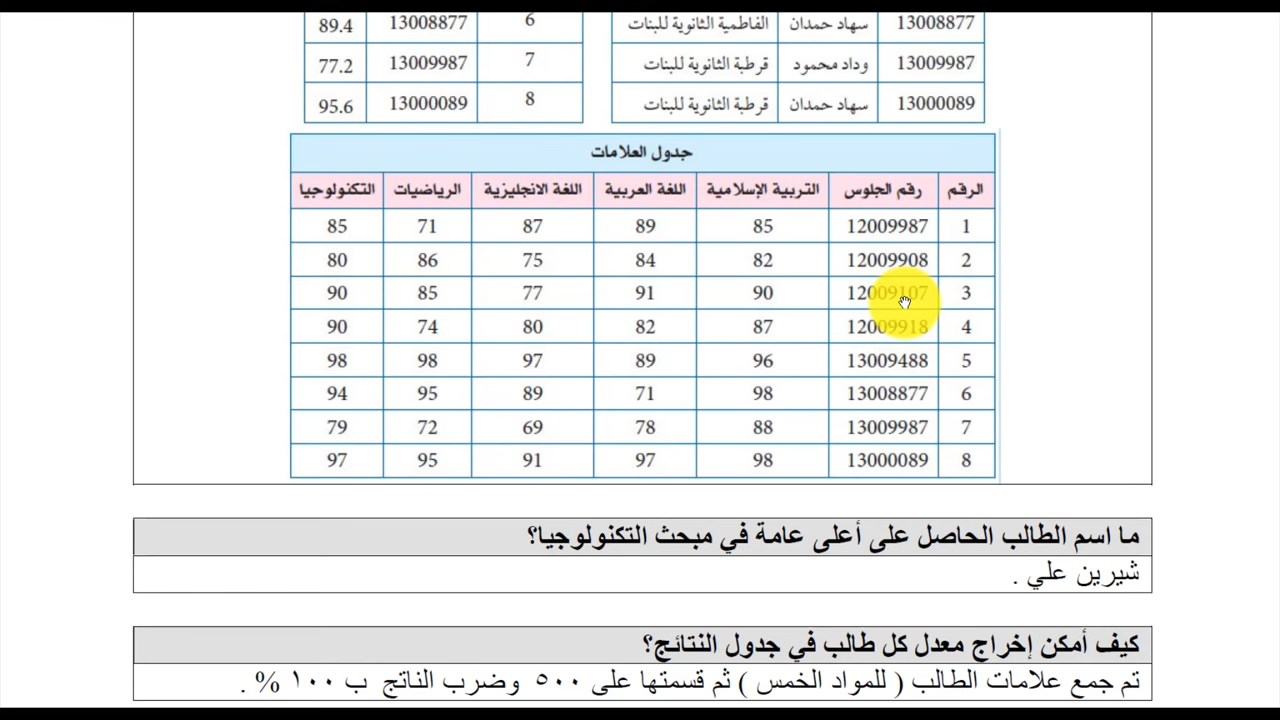 13008877 سهاد حمدان الفاطمية الثانوية للبنات 6 13008877 89.4
13009987 وداد محمود قرطبة الثانوية للبنات 7 13009987 77.2
13000089 سهاد حمدان قرطبة الثانوية للبنات 8 13000089 95.6
جدول العلامات
الرقم رقم الجلوس التربية الإسلامية اللغة العربية اللغة الانجليزية الرياضيات التكنولوجيا
1 12009987 85 89 87 71 85
2 12009908 82 84 75 86 80
3 12009107 90 91 77 85 90
4 12009918 87 82 80 74 90
5 13009488 96 89 97 98 98
6 13008877 98 71 89 95 94
7 13009987 88 78 69 72 79
8 13000089 98 97 91 95 97
ما اسم الطالب الحاصل على أعلى عامة في مبحث التكنولوجيا؟
شيرين علي .
كيف أمكن إخراج معدل كل طالب في جدول النتائج؟
تم جمع علامات الطالب ( للمواد الخمس ) ثم قسمتها على ٥٠٠ وضرب الناتج ب ١٠٠ % .